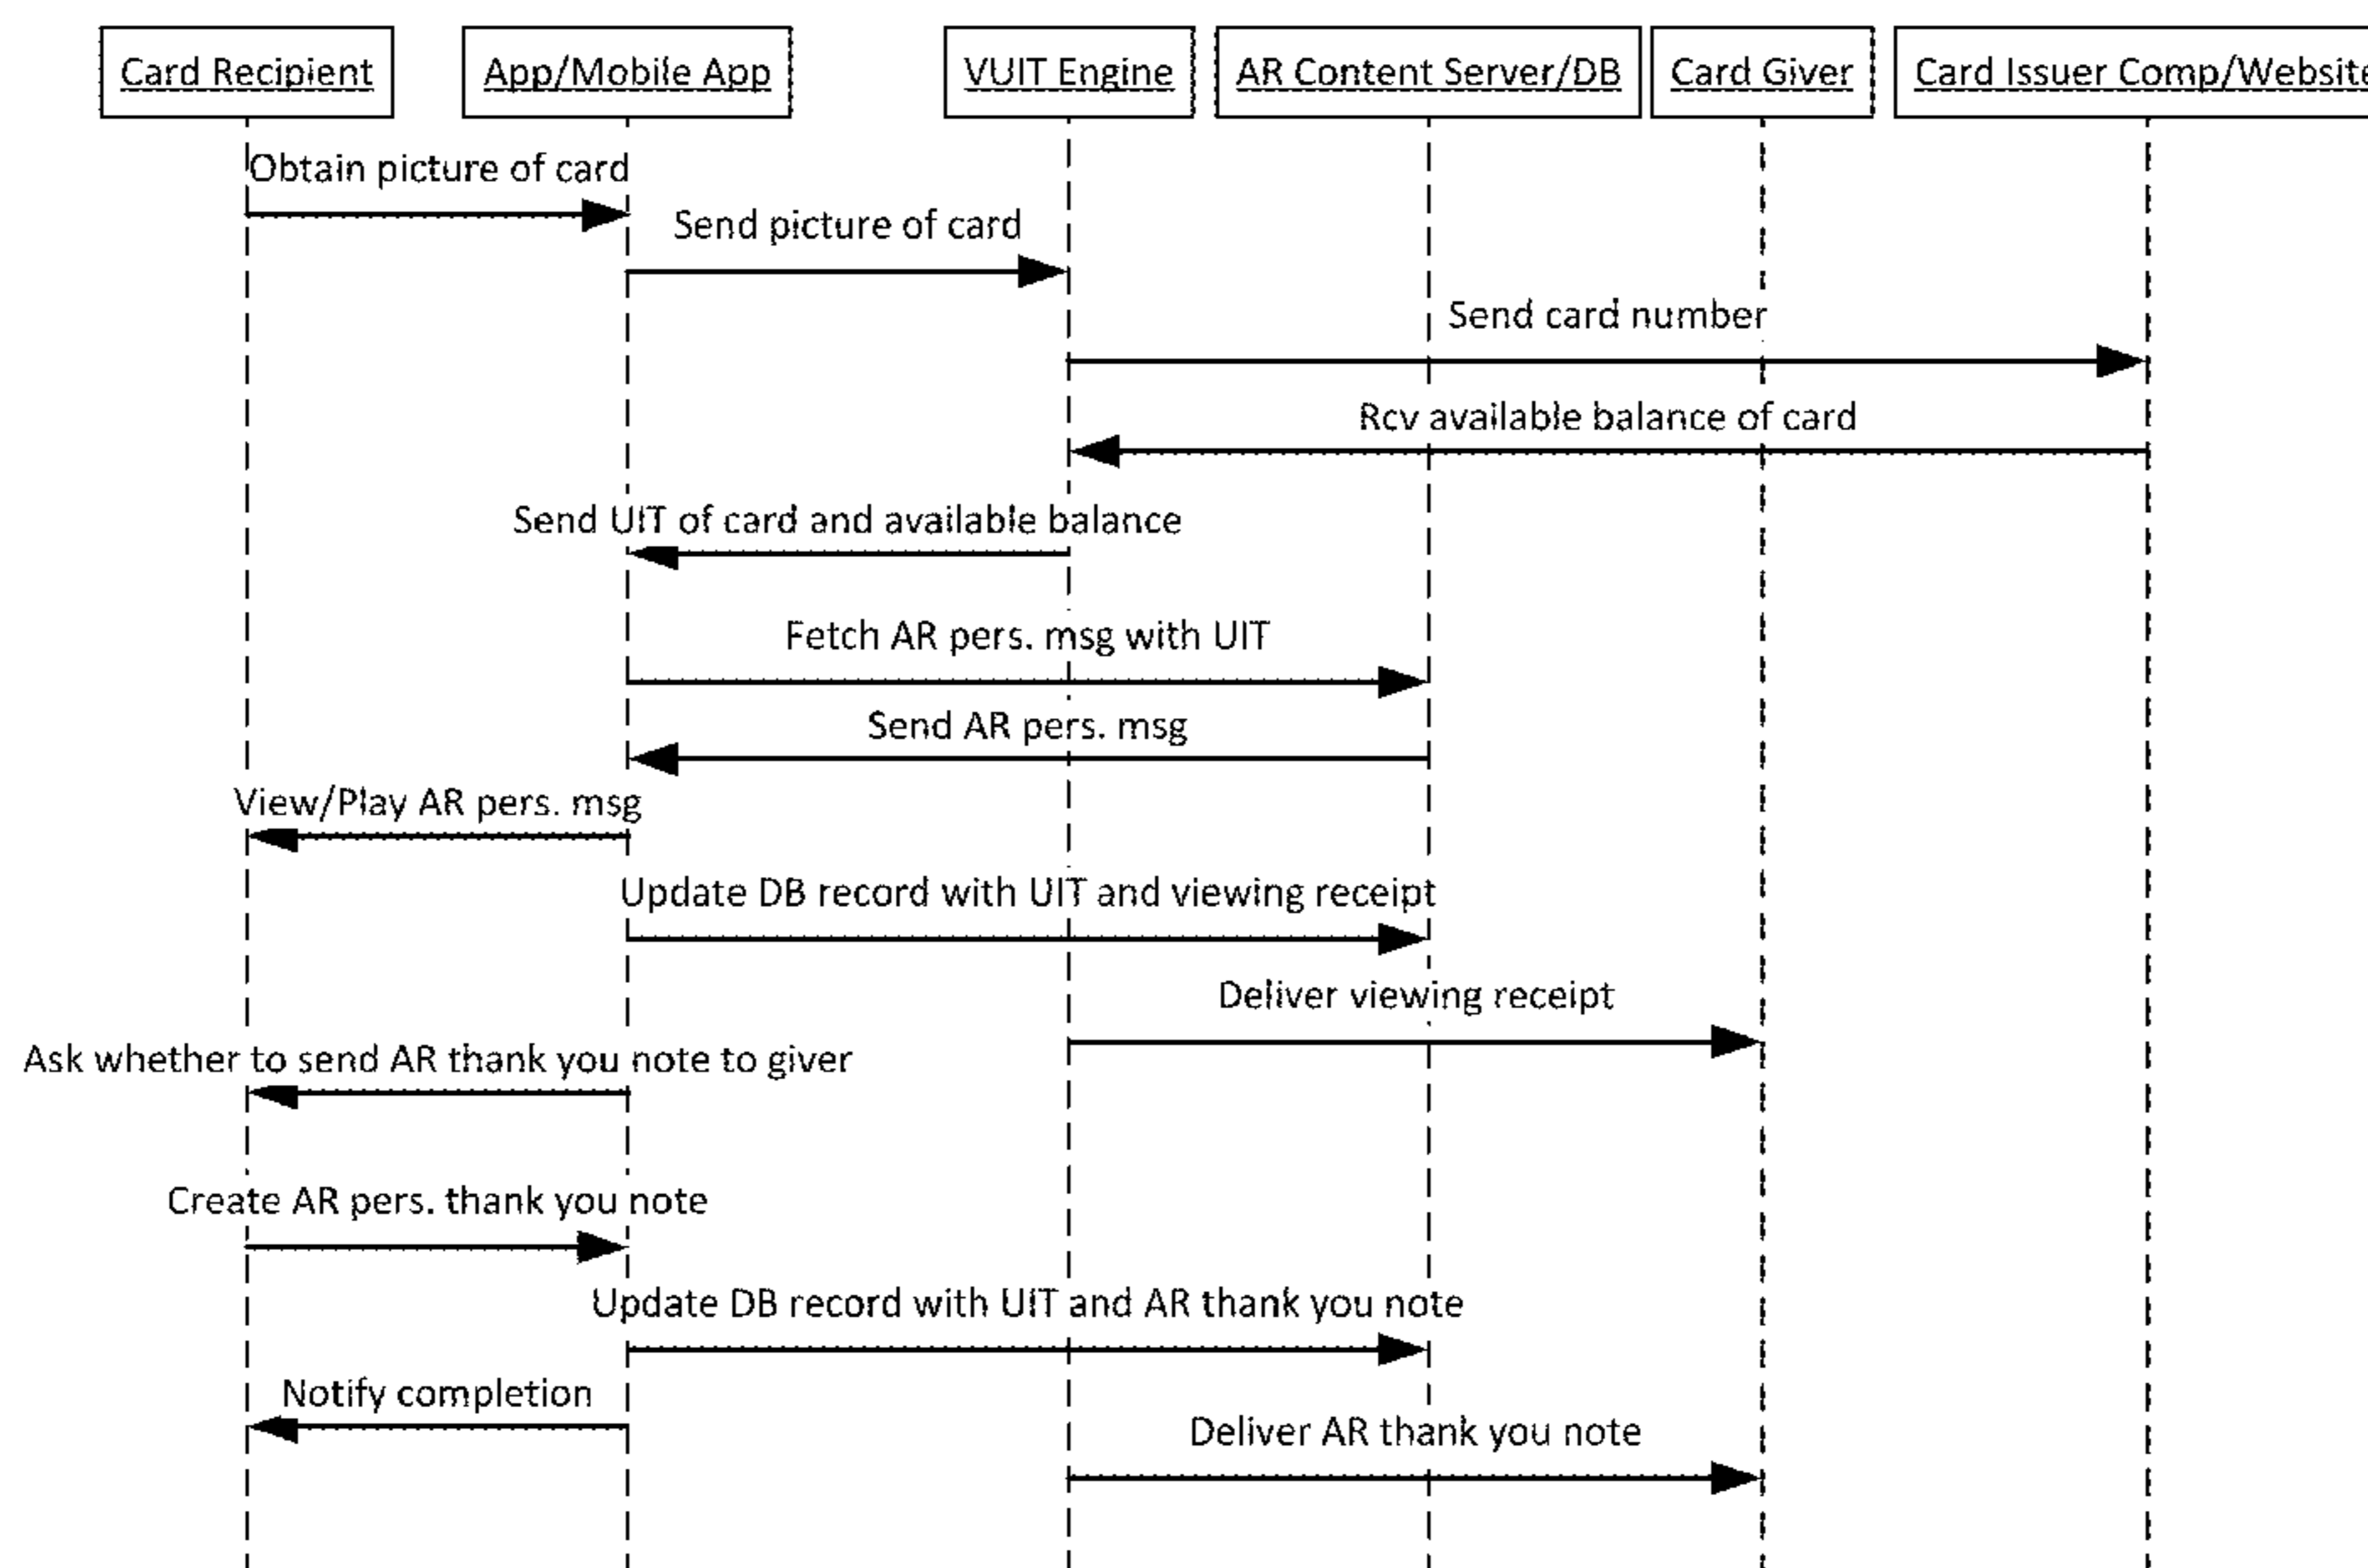 Card Recipient
App/Mobile App
VUIT Engine
AR Content Server/DB
Card Giver
Card Issuer Comp/Website
Obtain picture of card
Send picture of card
Send card number
Rcv available balance of card
Send UIT of card and available balance
Fetch AR pers. msg with UIT
Send AR pers. msg
View/Play AR pers. msg
Update DB record with UIT and viewing receipt
Deliver viewing receipt
Ask whether to send AR thank you note to giver
Create AR pers. thank you note
Update DB record with UIT and AR thank you note
Notify completion
Deliver AR thank you note